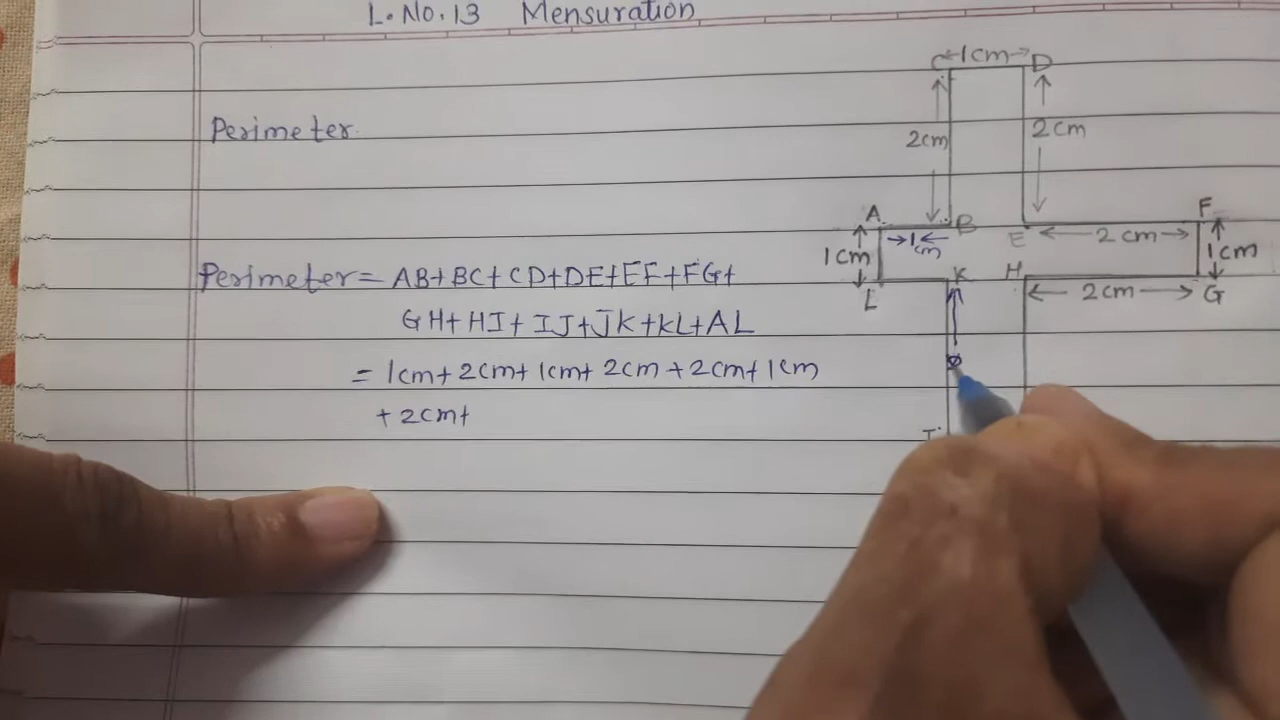 L.No.13 Mensuration
C 1cm D
Perimeter
2cm 2cm
A B E 2cm F
1cm 1cm 1cm
Perimeter = AB+BC+CD+DE+EF+FG+
L K H 2cm G
GH+HI+IJ+JK+KL+AL
= 1cm+2cm+1cm+2cm+2cm+1cm
+2cm+